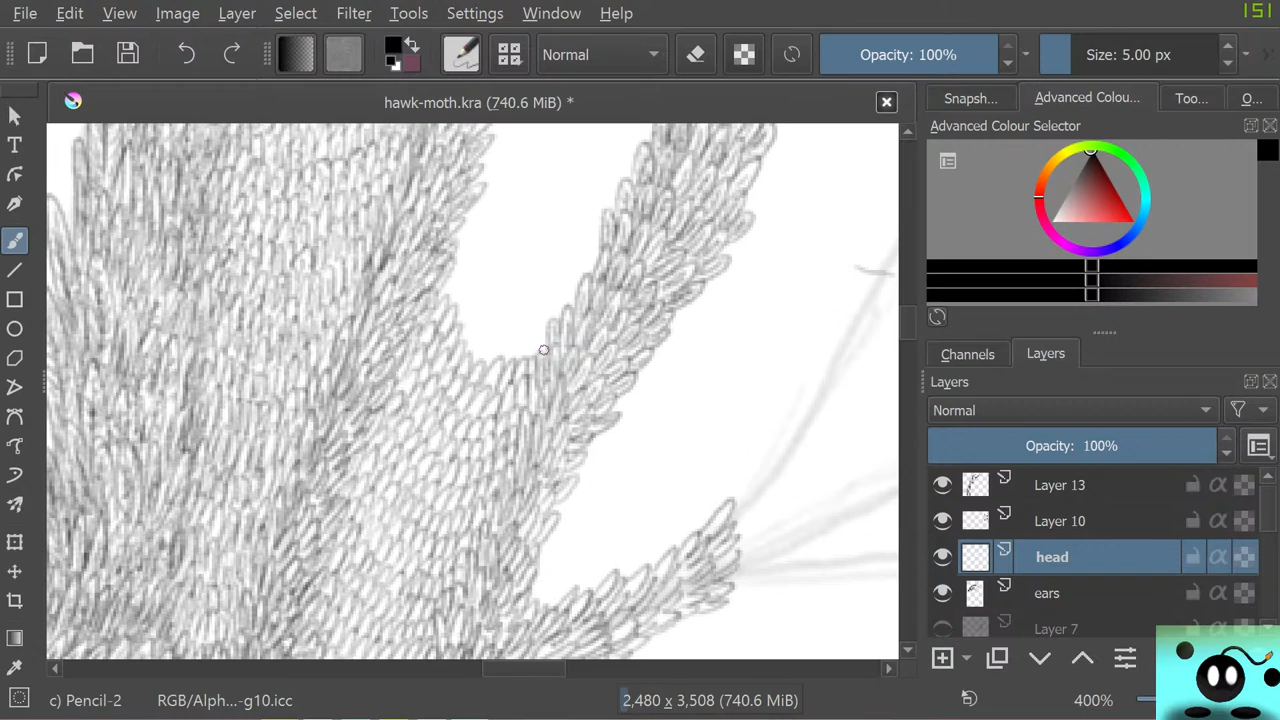 File Edit View Image Layer Select Filter Tools Settings Window Help
151
Normal
Opacity: 100%
Size: 5.00 px
hawk-moth.kra (740.6 MiB) *
Snapsh...
Advanced Colou...
Too...
O...
Advanced Colour Selector
Channels
Layers
Layers
Normal
Opacity: 100%
Layer 13
Layer 10
head
ears
Layer 7
c) Pencil-2
RGB/Alph...-g10.icc
2,480 x 3,508 (740.6 MiB)
400%